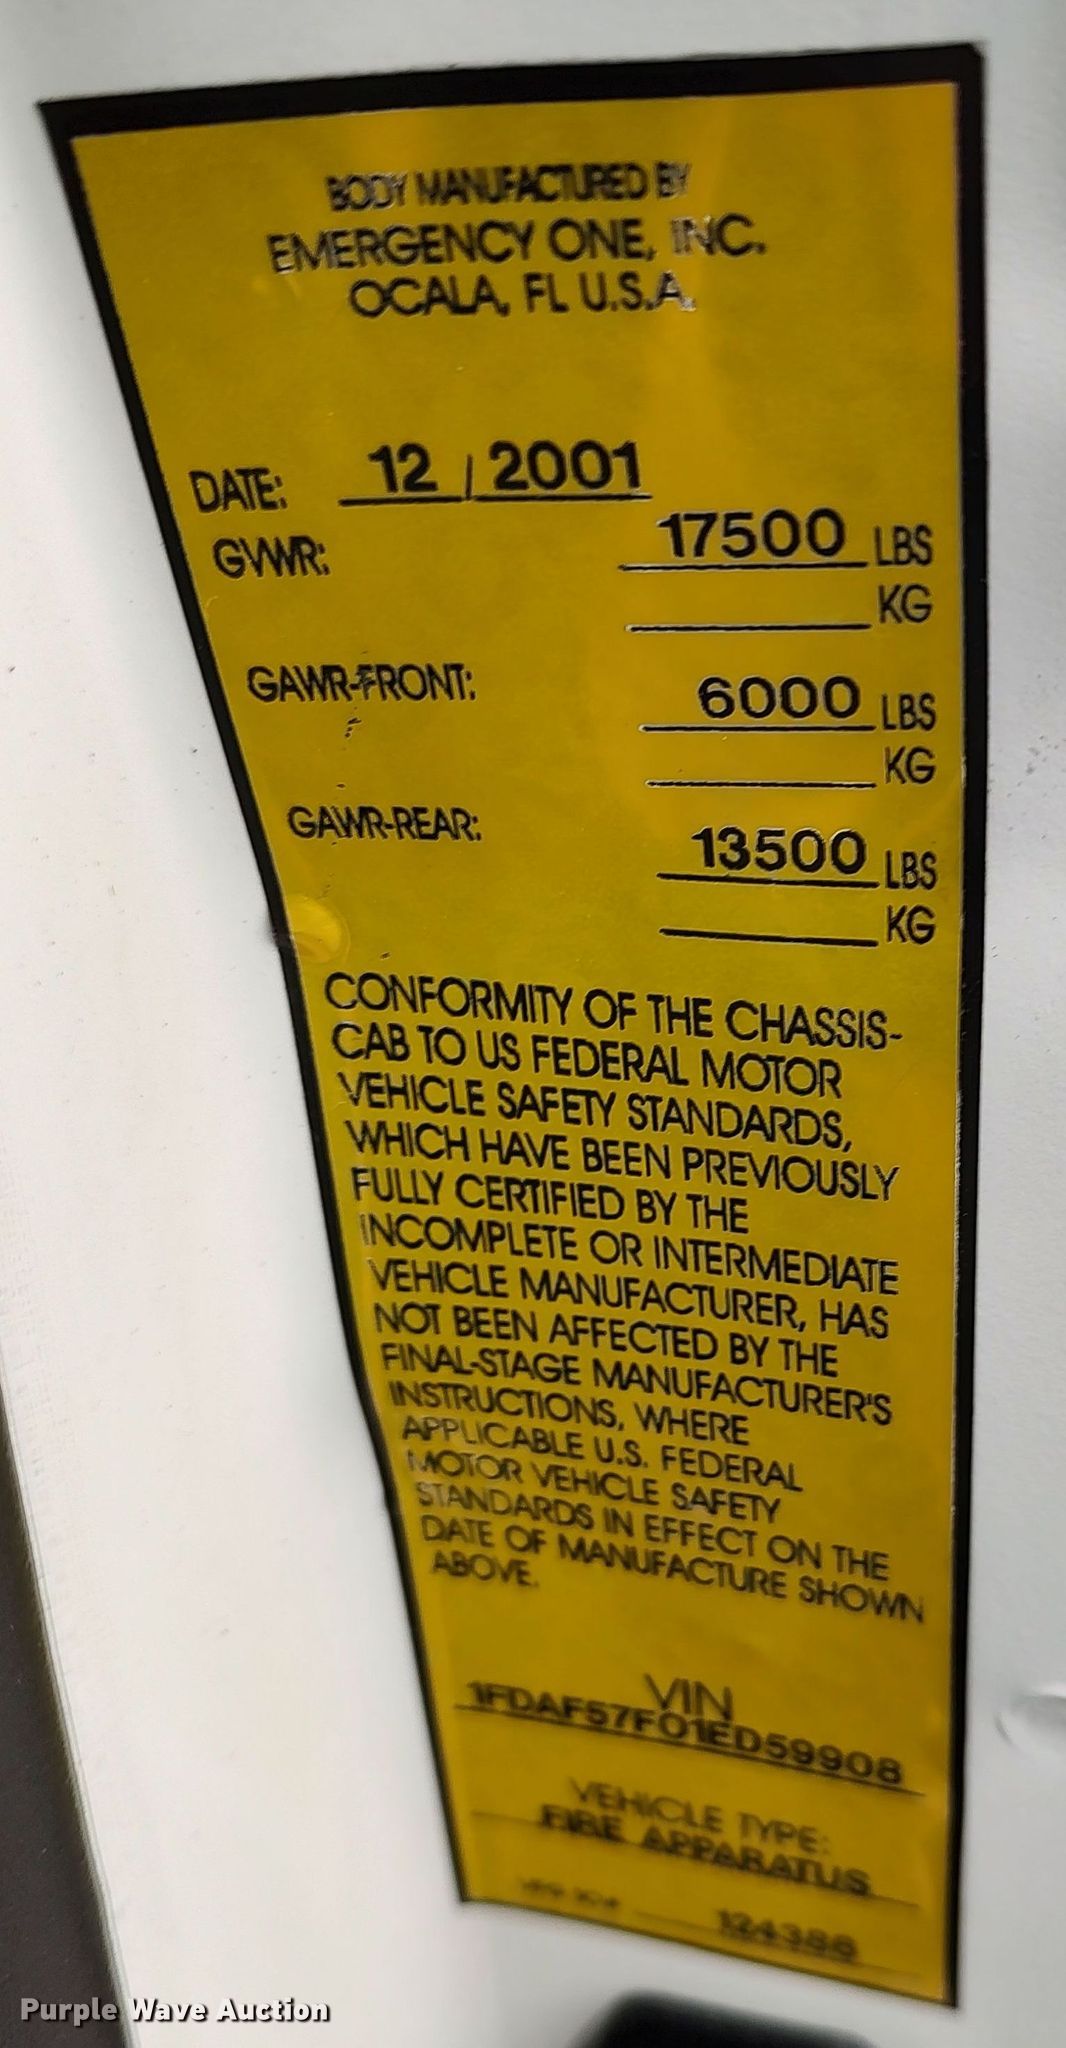 BODY MANUFACTURED BY
EMERGENCY ONE, INC.
OCALA, FL U.S.A.
DATE: 12 / 2001
GVWR: 17500 LBS
KG
GAWR-FRONT: 6000 LBS
KG
GAWR-REAR: 13500 LBS
KG
CONFORMITY OF THE CHASSIS-
CAB TO US FEDERAL MOTOR
VEHICLE SAFETY STANDARDS,
WHICH HAVE BEEN PREVIOUSLY
FULLY CERTIFIED BY THE
INCOMPLETE OR INTERMEDIATE
VEHICLE MANUFACTURER, HAS
NOT BEEN AFFECTED BY THE
FINAL-STAGE MANUFACTURER'S
INSTRUCTIONS, WHERE
APPLICABLE U.S. FEDERAL
MOTOR VEHICLE SAFETY
STANDARDS IN EFFECT ON THE
DATE OF MANUFACTURE SHOWN
ABOVE.
VIN
1FDAF57F01ED59908
VEHICLE TYPE:
FIRE APPARATUS
124386
Purple Wave Auction